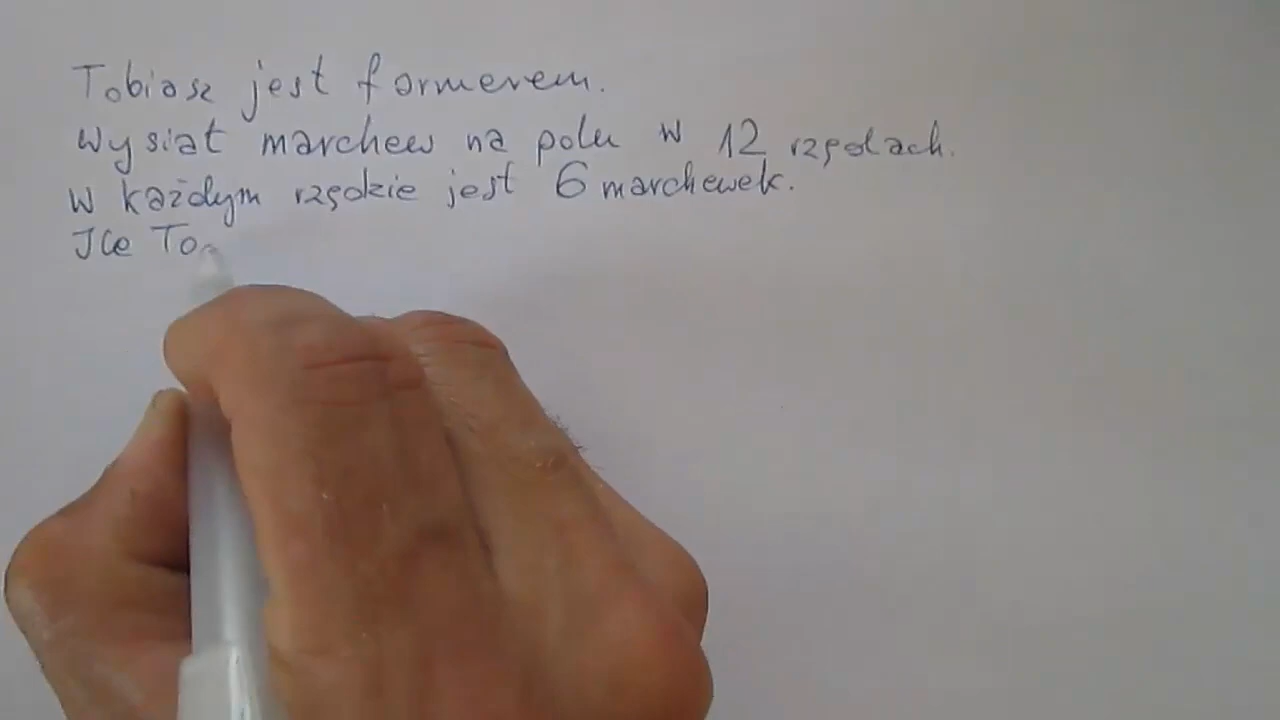 Tobiasz jest farmerem.
Wysiał marchew na polu w 12 rzędach.
W każdym rzędzie jest 6 marchewek.
Ile To